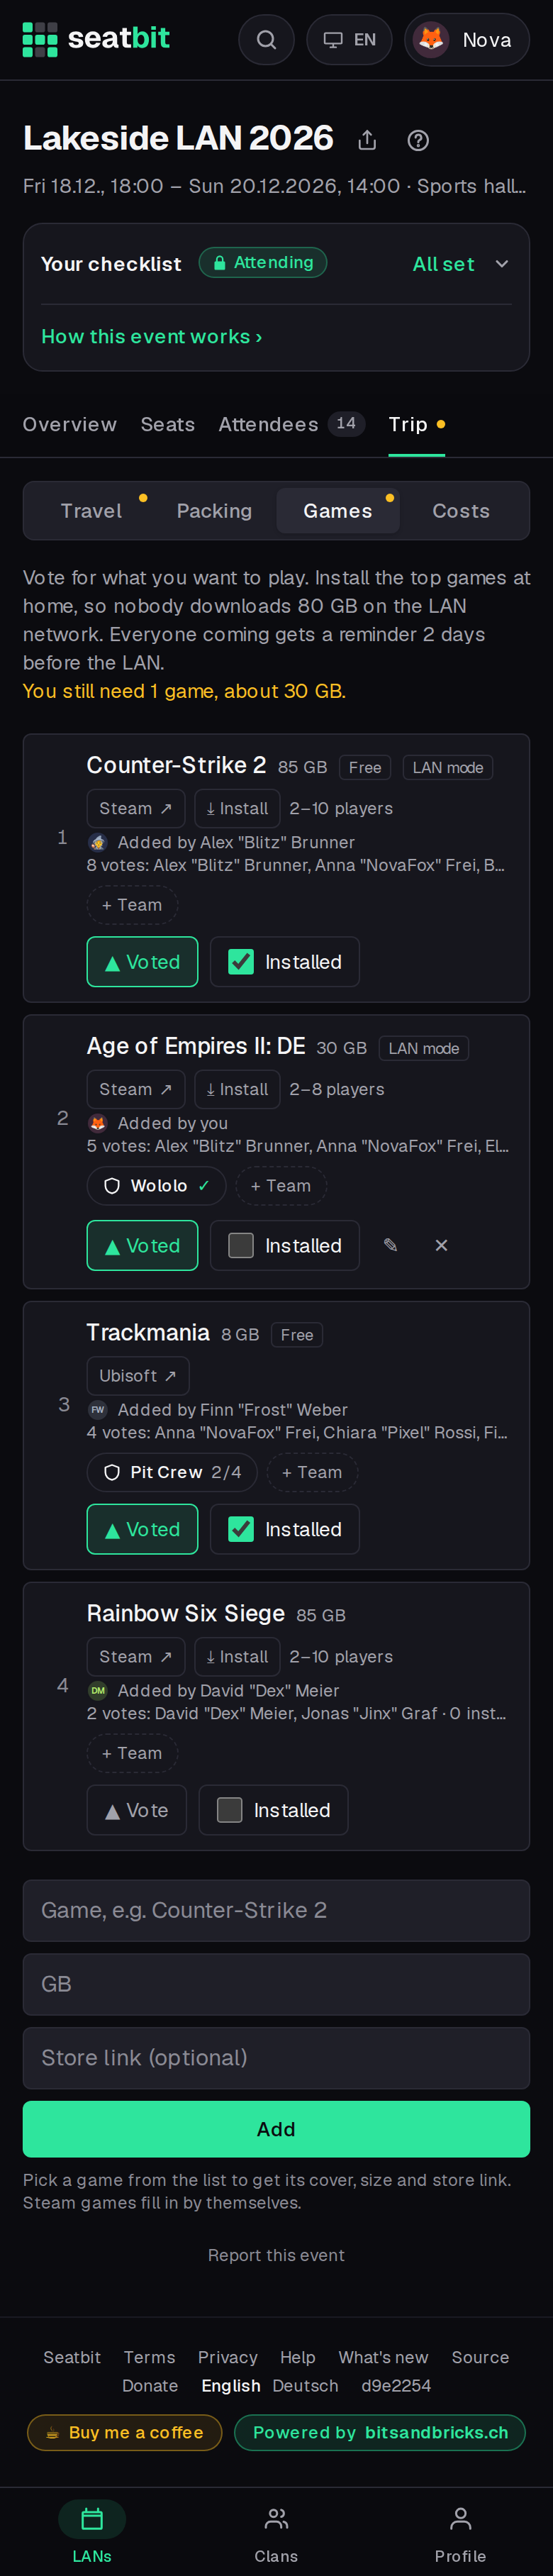 seatbit
EN
Nova
Lakeside LAN 2026
Fri 18.12., 18:00 – Sun 20.12.2026, 14:00 · Sports hall…
Your checklist
Attending
All set
How this event works ›
Overview Seats Attendees 14 Trip
Travel Packing Games Costs
Vote for what you want to play. Install the top games at
home, so nobody downloads 80 GB on the LAN
network. Everyone coming gets a reminder 2 days
before the LAN.
You still need 1 game, about 30 GB.
1
Counter-Strike 2 85 GB Free LAN mode
Steam ↗ ↓ Install 2–10 players
Added by Alex "Blitz" Brunner
8 votes: Alex "Blitz" Brunner, Anna "NovaFox" Frei, B…
+ Team
▲ Voted Installed
2
Age of Empires II: DE 30 GB LAN mode
Steam ↗ ↓ Install 2–8 players
Added by you
5 votes: Alex "Blitz" Brunner, Anna "NovaFox" Frei, El…
Wololo ✓ + Team
▲ Voted Installed ✎ ✕
3
Trackmania 8 GB Free
Ubisoft ↗
FW Added by Finn "Frost" Weber
4 votes: Anna "NovaFox" Frei, Chiara "Pixel" Rossi, Fi…
Pit Crew 2/4 + Team
▲ Voted Installed
4
Rainbow Six Siege 85 GB
Steam ↗ ↓ Install 2–10 players
DM Added by David "Dex" Meier
2 votes: David "Dex" Meier, Jonas "Jinx" Graf · 0 inst…
+ Team
▲ Vote Installed
Game, e.g. Counter-Strike 2
GB
Store link (optional)
Add
Pick a game from the list to get its cover, size and store link.
Steam games fill in by themselves.
Report this event
Seatbit Terms Privacy Help What's new Source
Donate English Deutsch d9e2254
Buy me a coffee
Powered by bitsandbricks.ch
LANs Clans Profile